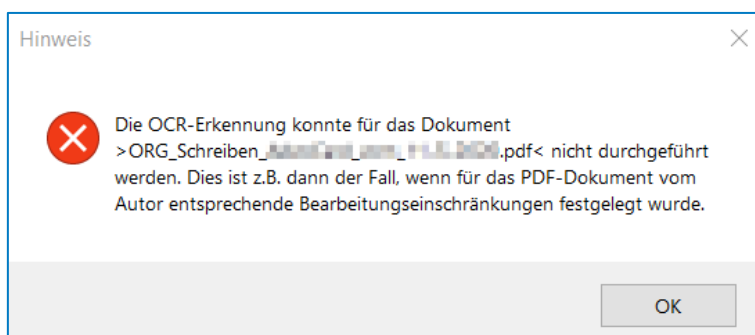 Hinweis
Die OCR-Erkennung konnte für das Dokument
>ORG_Schreiben_ .pdf< nicht durchgeführt
werden. Dies ist z.B. dann der Fall, wenn für das PDF-Dokument vom
Autor entsprechende Bearbeitungseinschränkungen festgelegt wurde.
OK